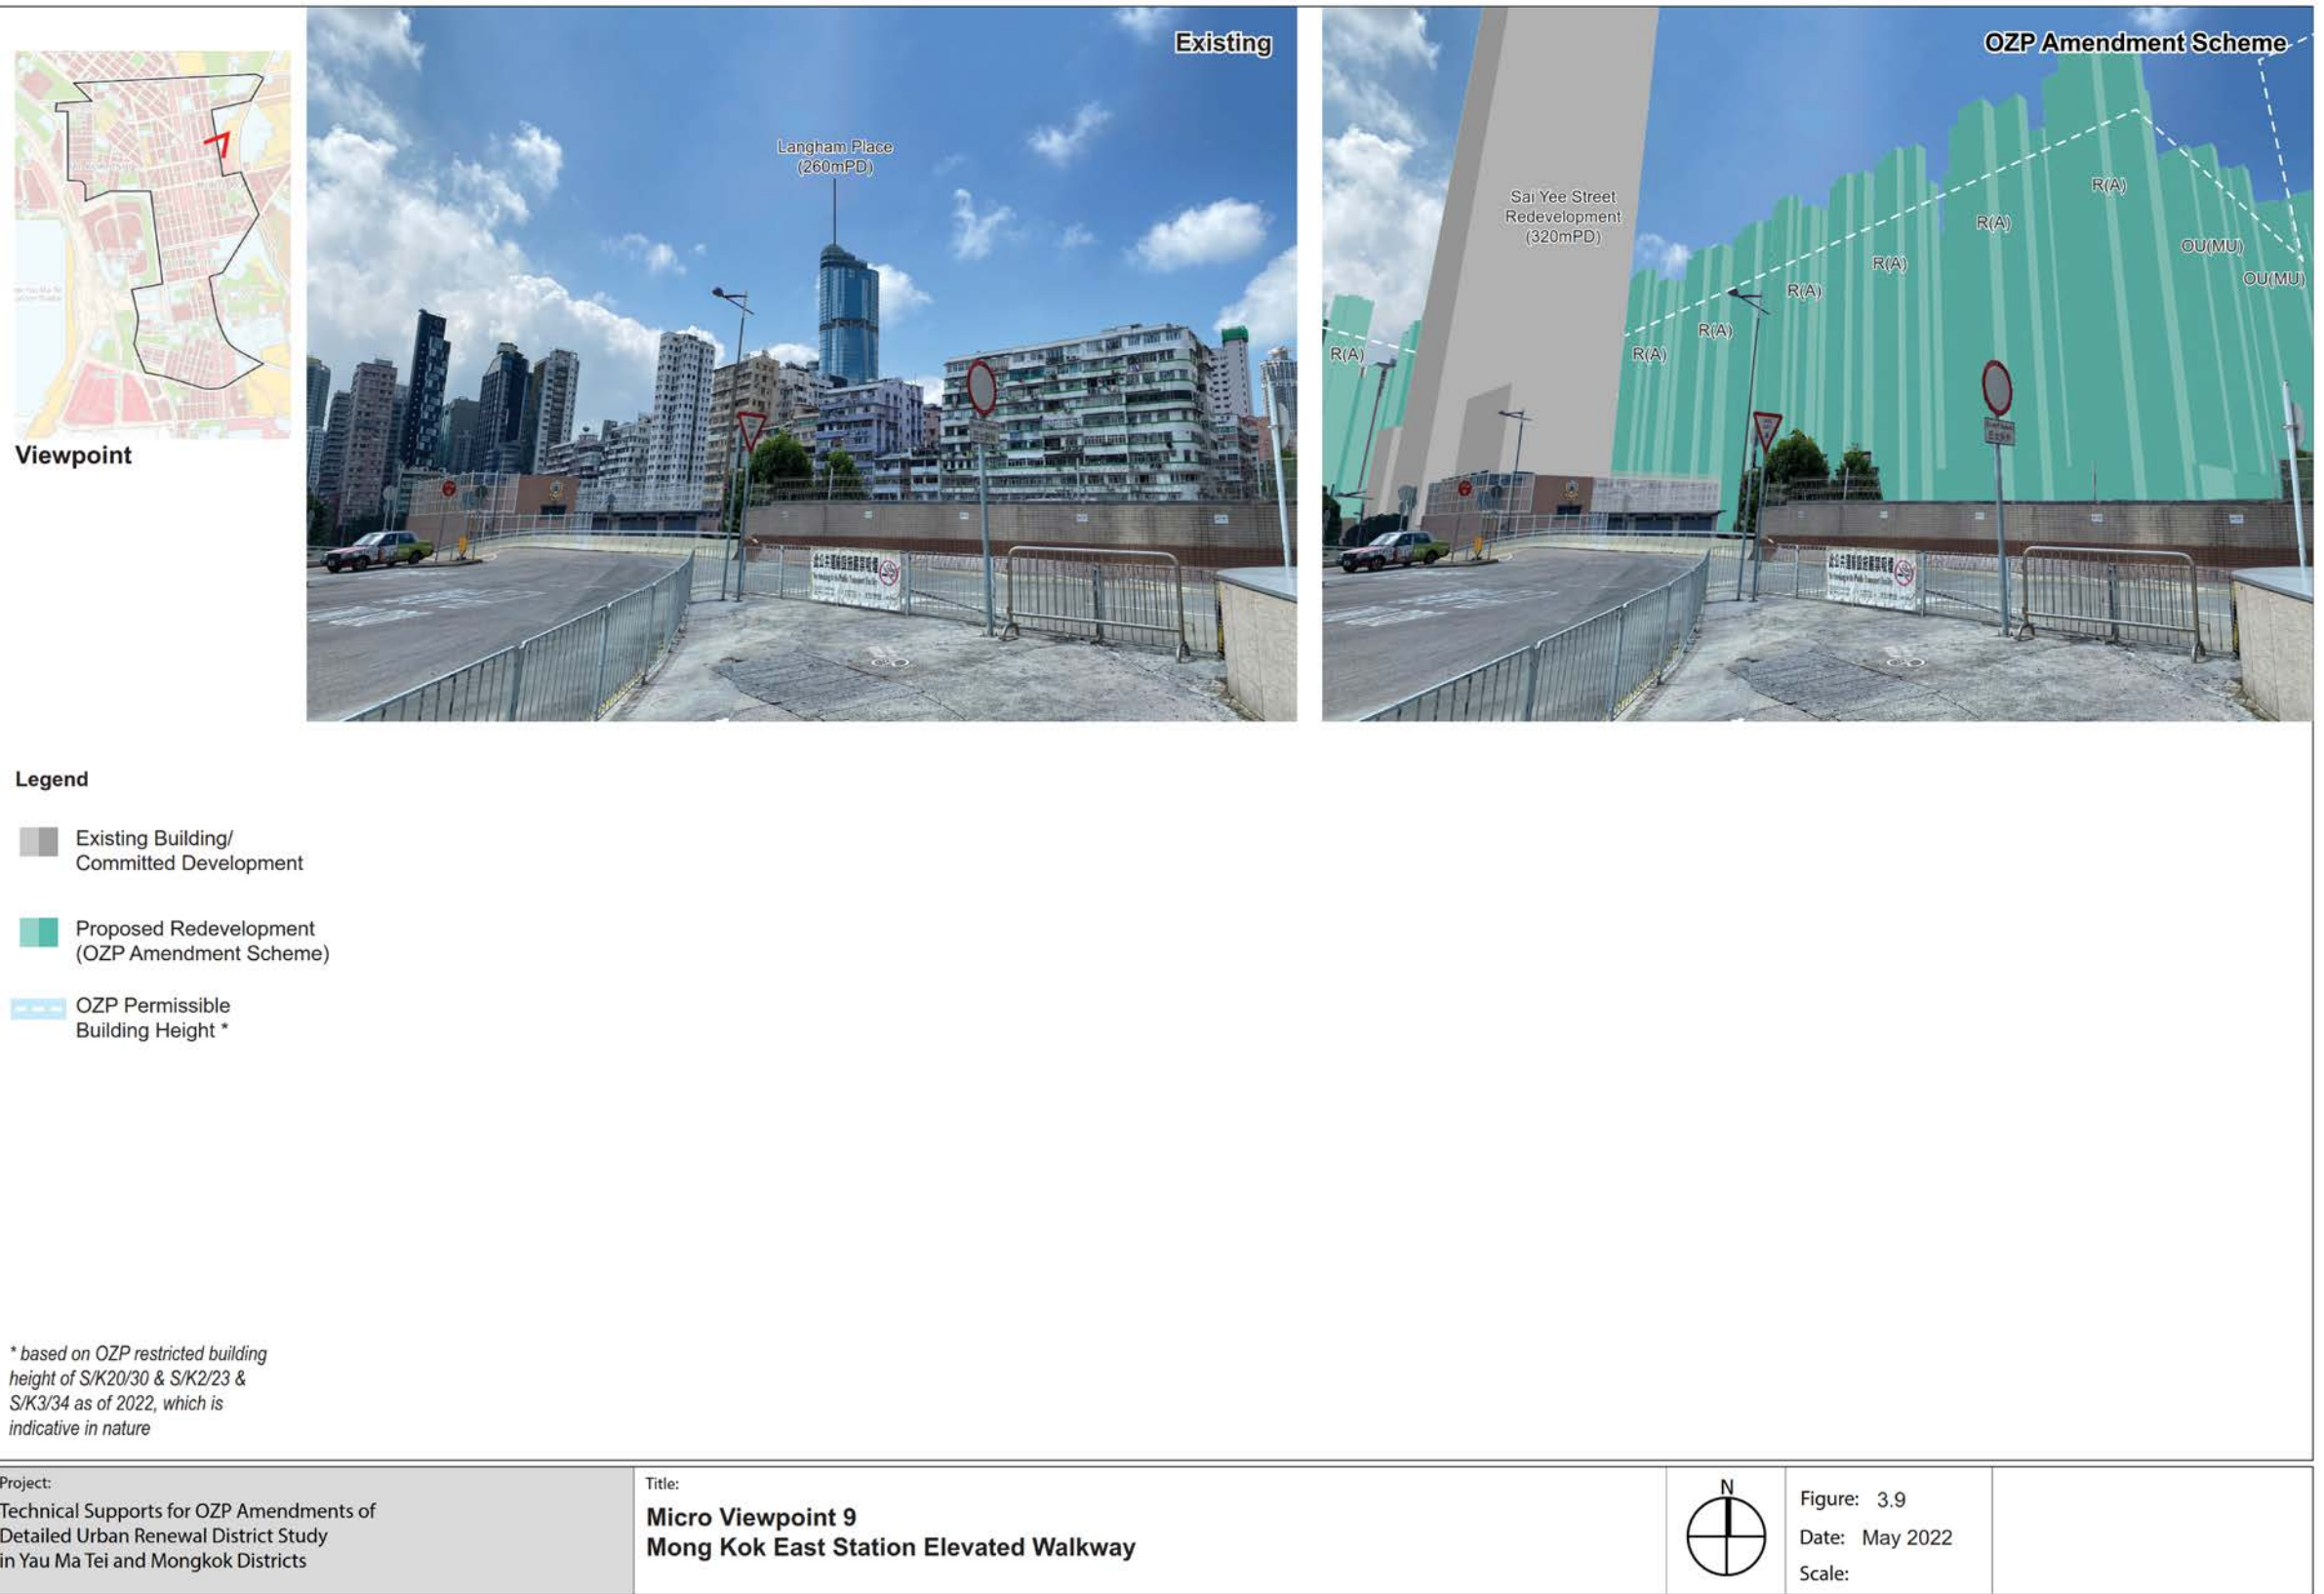 Existing
Langham Place
(260mPD)
OZP Amendment Scheme
Sai Yee Street
Redevelopment
(320mPD)
R(A)
R(A)
R(A)
R(A)
R(A)
R(A)
R(A)
OU(MU)
OU(MU)
Viewpoint
Legend
Existing Building/
Committed Development
Proposed Redevelopment
(OZP Amendment Scheme)
OZP Permissible
Building Height *
* based on OZP restricted building
height of S/K20/30 & S/K2/23 &
S/K3/34 as of 2022, which is
indicative in nature
Project:
Technical Supports for OZP Amendments of
Detailed Urban Renewal District Study
in Yau Ma Tei and Mongkok Districts
Title:
Micro Viewpoint 9
Mong Kok East Station Elevated Walkway
N
Figure: 3.9
Date: May 2022
Scale: